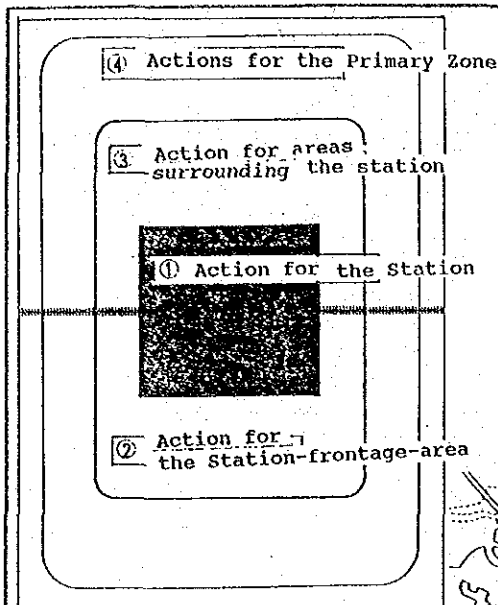 ④ Actions for the Primary Zone
③ Action for areas
surrounding the station
① Action for the Station
② Action for
the Station-frontage-area